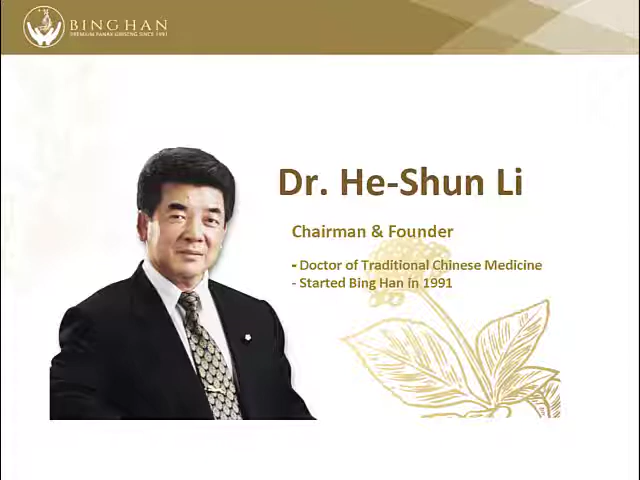 BING HAN
PREMIUM PANAX GINSENG SINCE 1991
Dr. He-Shun Li
Chairman & Founder
- Doctor of Traditional Chinese Medicine
- Started Bing Han in 1991